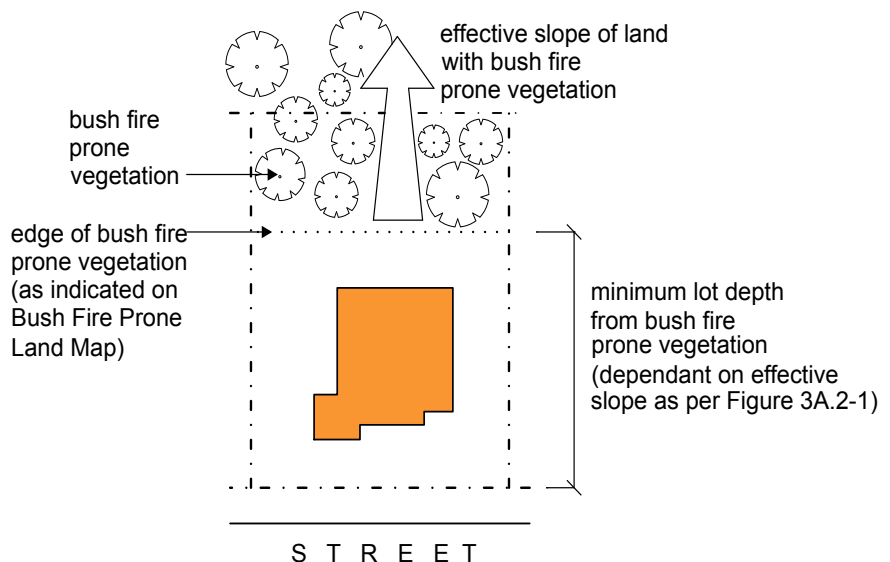 effective slope of land
with bush fire
prone vegetation
bush fire
prone
vegetation
edge of bush fire
prone vegetation
(as indicated on
Bush Fire Prone
Land Map)
minimum lot depth
from bush fire
prone vegetation
(dependant on effective
slope as per Figure 3A.2-1)
S T R E E T